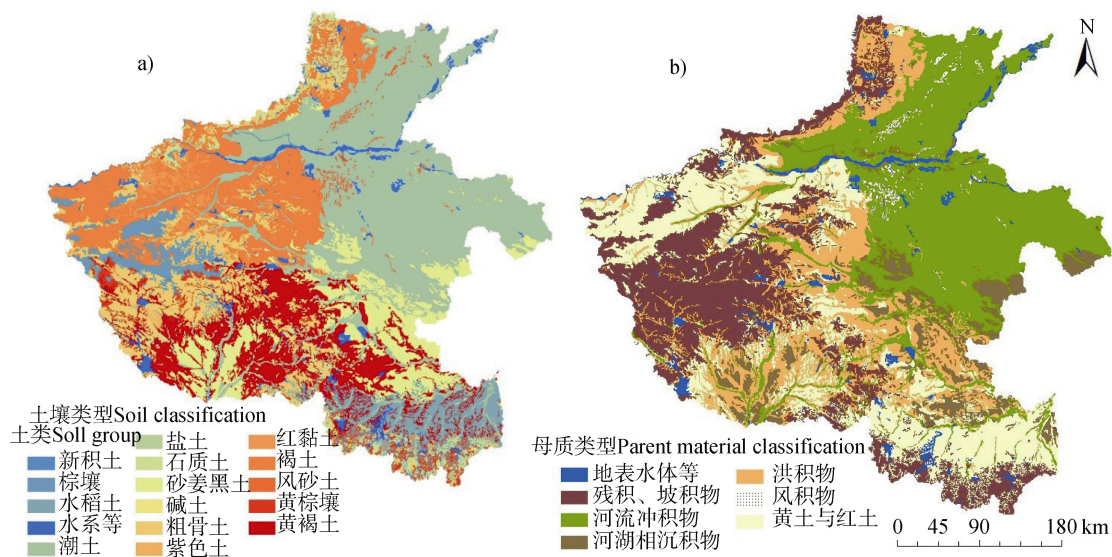 a)
b)
N
土壤类型Soil classification
土类Soll group
新积土
棕壤
水稻土
水系等
潮土
盐土
石质土
砂姜黑土
碱土
粗骨土
紫色土
红黏土
褐土
风砂土
黄棕壤
黄褐土
母质类型Parent material classification
地表水体等
残积、坡积物
河流冲积物
河湖相沉积物
洪积物
风积物
黄土与红土
0 45 90 180 km